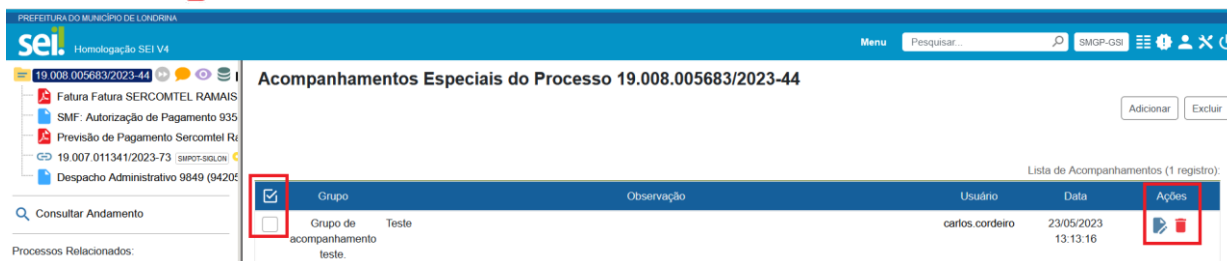 PREFEITURA DO MUNICÍPIO DE LONDRINA
sei! Homologação SEI V4
Menu Pesquisar... SMGP-GSI
19.008.005683/2023-44
Fatura Fatura SERCOMTEL RAMAIS
SMF: Autorização de Pagamento 935
Previsão de Pagamento Sercomtel Ra
19.007.011341/2023-73 SMPOT-SIGLON
Despacho Administrativo 9849 (94205
Consultar Andamento
Processos Relacionados:
Acompanhamentos Especiais do Processo 19.008.005683/2023-44
Adicionar Excluir
Lista de Acompanhamentos (1 registro):
Grupo Observação Usuário Data Ações
Grupo de acompanhamento teste. Teste carlos.cordeiro 23/05/2023 13:13:16